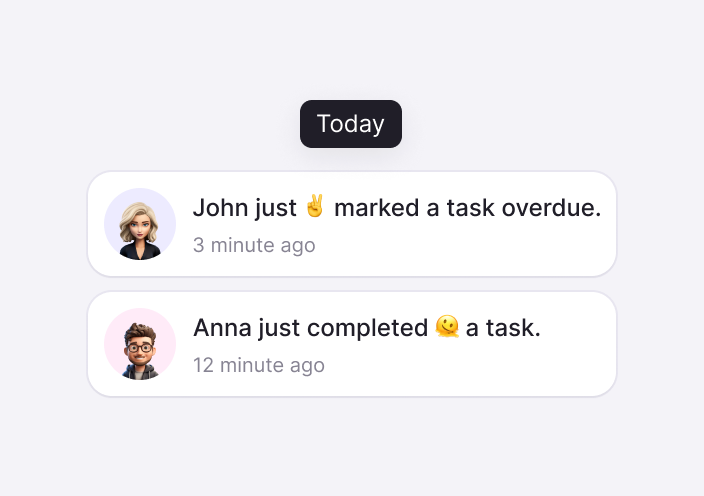 Today
John just ✌️ marked a task overdue.
3 minute ago
Anna just completed 🫠 a task.
12 minute ago